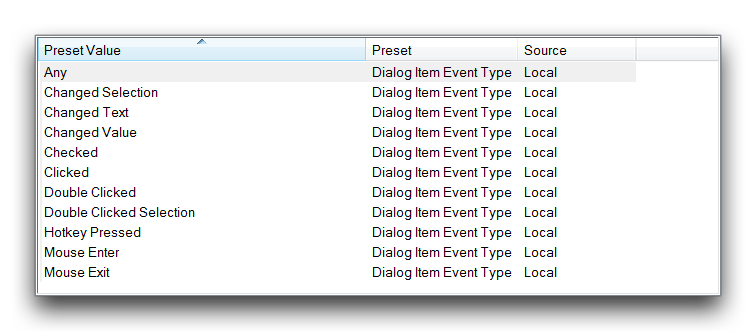 Preset Value Preset Source
Any Dialog Item Event Type Local
Changed Selection Dialog Item Event Type Local
Changed Text Dialog Item Event Type Local
Changed Value Dialog Item Event Type Local
Checked Dialog Item Event Type Local
Clicked Dialog Item Event Type Local
Double Clicked Dialog Item Event Type Local
Double Clicked Selection Dialog Item Event Type Local
Hotkey Pressed Dialog Item Event Type Local
Mouse Enter Dialog Item Event Type Local
Mouse Exit Dialog Item Event Type Local